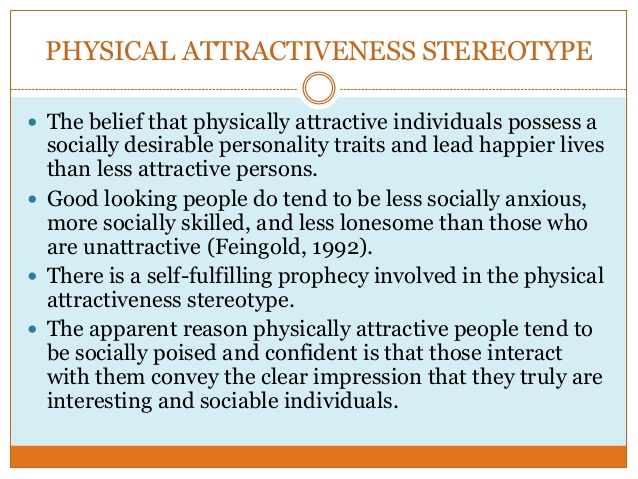 PHYSICAL ATTRACTIVENESS STEREOTYPE
• The belief that physically attractive individuals possess a
socially desirable personality traits and lead happier lives
than less attractive persons.
• Good looking people do tend to be less socially anxious,
more socially skilled, and less lonesome than those who
are unattractive (Feingold, 1992).
• There is a self-fulfilling prophecy involved in the physical
attractiveness stereotype.
• The apparent reason physically attractive people tend to
be socially poised and confident is that those interact
with them convey the clear impression that they truly are
interesting and sociable individuals.